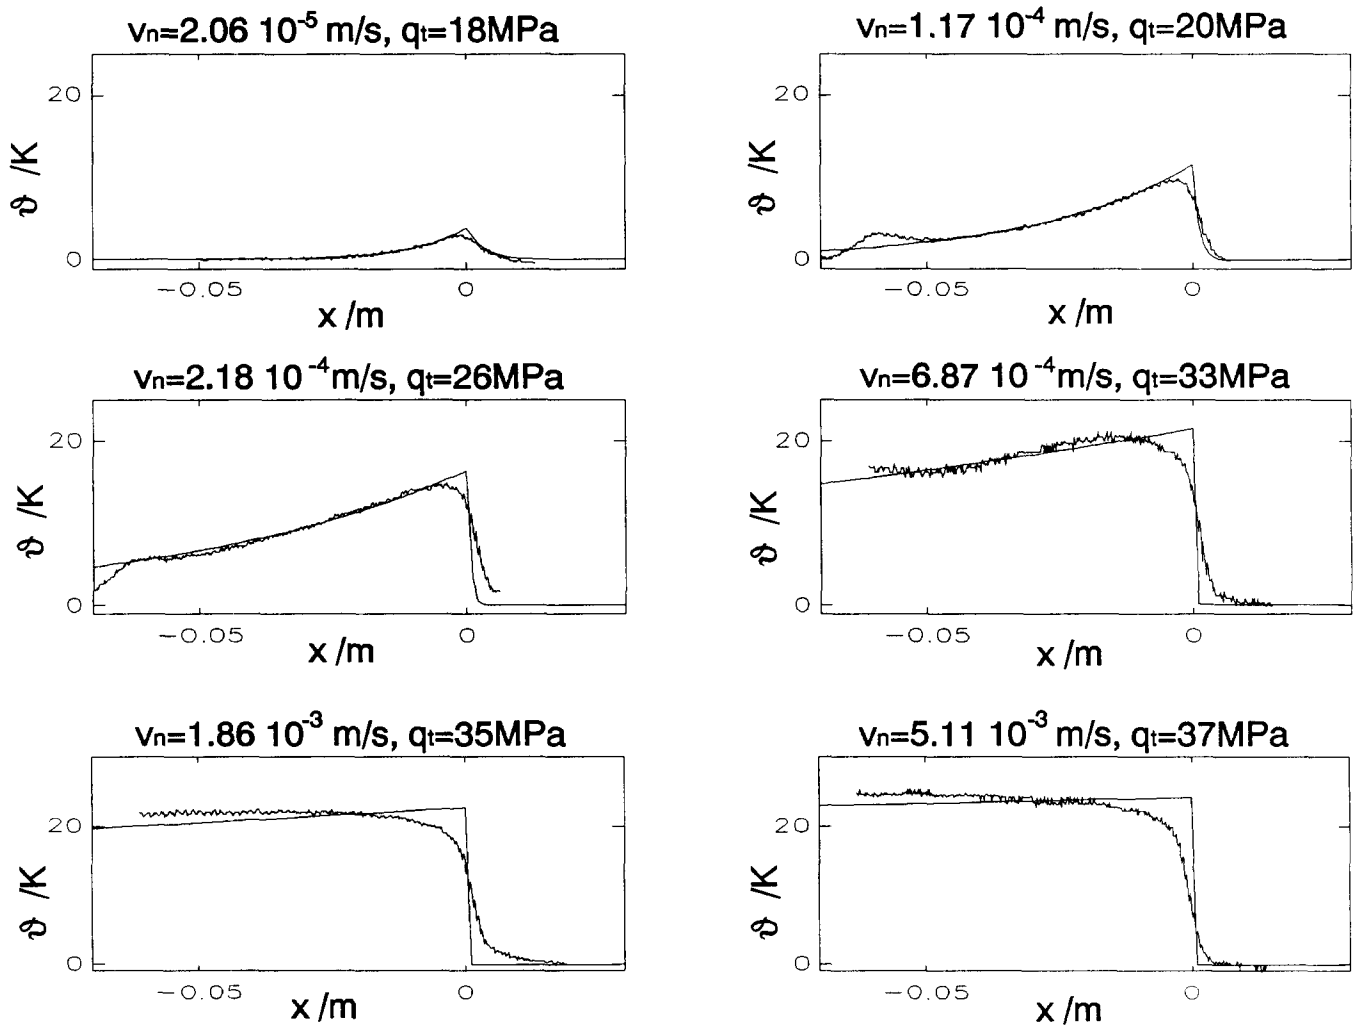 vn=2.06 10⁻⁵ m/s, qt=18MPa
20
ϑ /K
0
−0.05
0
x /m
vn=1.17 10⁻⁴ m/s, qt=20MPa
20
ϑ /K
0
−0.05
0
x /m
vn=2.18 10⁻⁴ m/s, qt=26MPa
20
ϑ /K
0
−0.05
0
x /m
vn=6.87 10⁻⁴ m/s, qt=33MPa
20
ϑ /K
0
−0.05
0
x /m
vn=1.86 10⁻³ m/s, qt=35MPa
20
ϑ /K
0
−0.05
0
x /m
vn=5.11 10⁻³ m/s, qt=37MPa
20
ϑ /K
0
−0.05
0
x /m